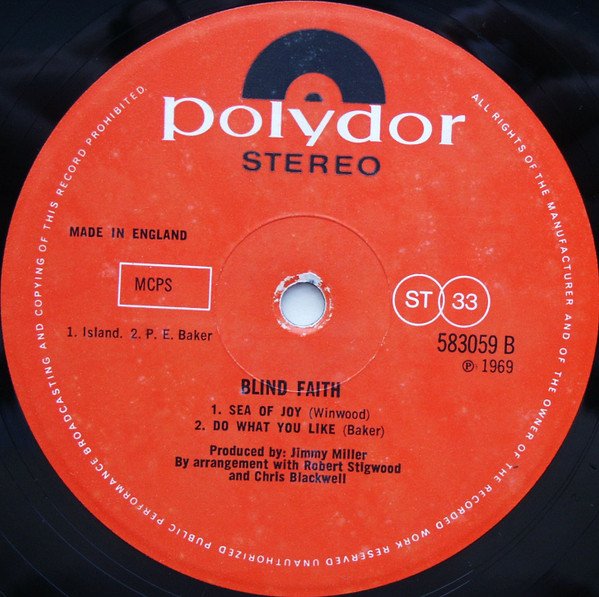 polydor
STEREO
MADE IN ENGLAND
MCPS
ST 33
1. Island. 2. P. E. Baker
583059 B
℗ 1969
BLIND FAITH
1. SEA OF JOY (Winwood)
2. DO WHAT YOU LIKE (Baker)
Produced by: Jimmy Miller
By arrangement with Robert Stigwood
and Chris Blackwell
ALL RIGHTS OF THE MANUFACTURER AND OF THE OWNER OF THE RECORDED WORK RESERVED UNAUTHORIZED PUBLIC PERFORMANCE BROADCASTING AND COPYING OF THIS RECORD PROHIBITED.